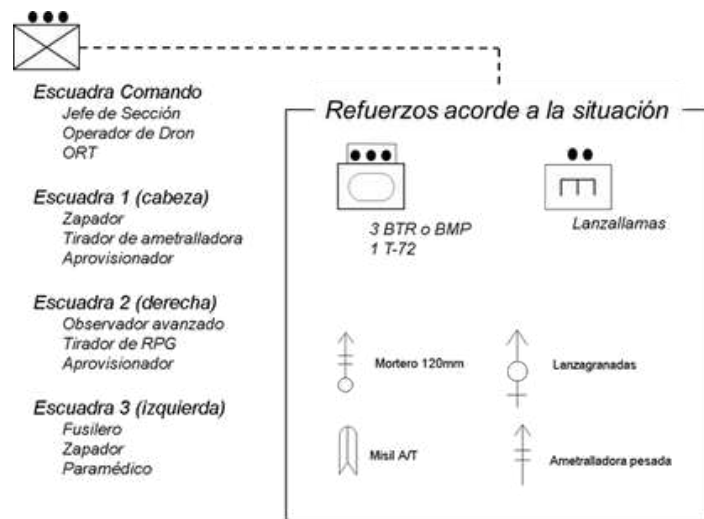 Escuadra Comando
Jefe de Sección
Operador de Dron
ORT
Escuadra 1 (cabeza)
Zapador
Tirador de ametralladora
Aprovisionador
Escuadra 2 (derecha)
Observador avanzado
Tirador de RPG
Aprovisionador
Escuadra 3 (izquierda)
Fusilero
Zapador
Paramédico
Refuerzos acorde a la situación
3 BTR o BMP
1 T-72
Lanzallamas
Mortero 120mm
Lanzagranadas
Misil A/T
Ametralladora pesada